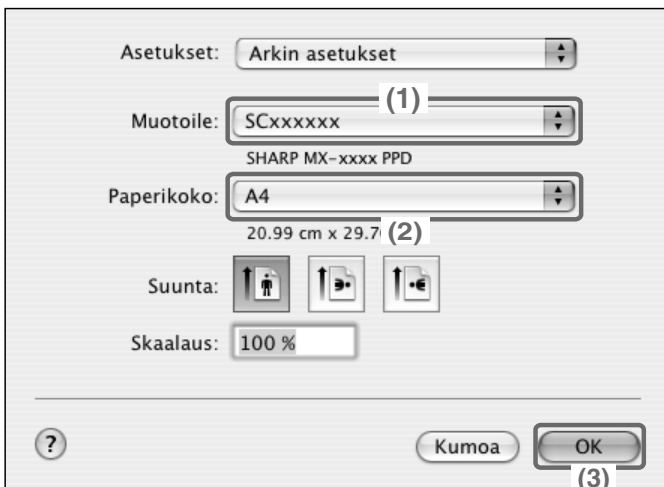 Asetukset: Arkin asetukset
(1)
Muotoile: SCxxxxxx
SHARP MX-xxxx PPD
Paperikoko: A4
20.99 cm x 29.7
(2)
Suunta:
Skaalaus: 100 %
? Kumoa OK
(3)